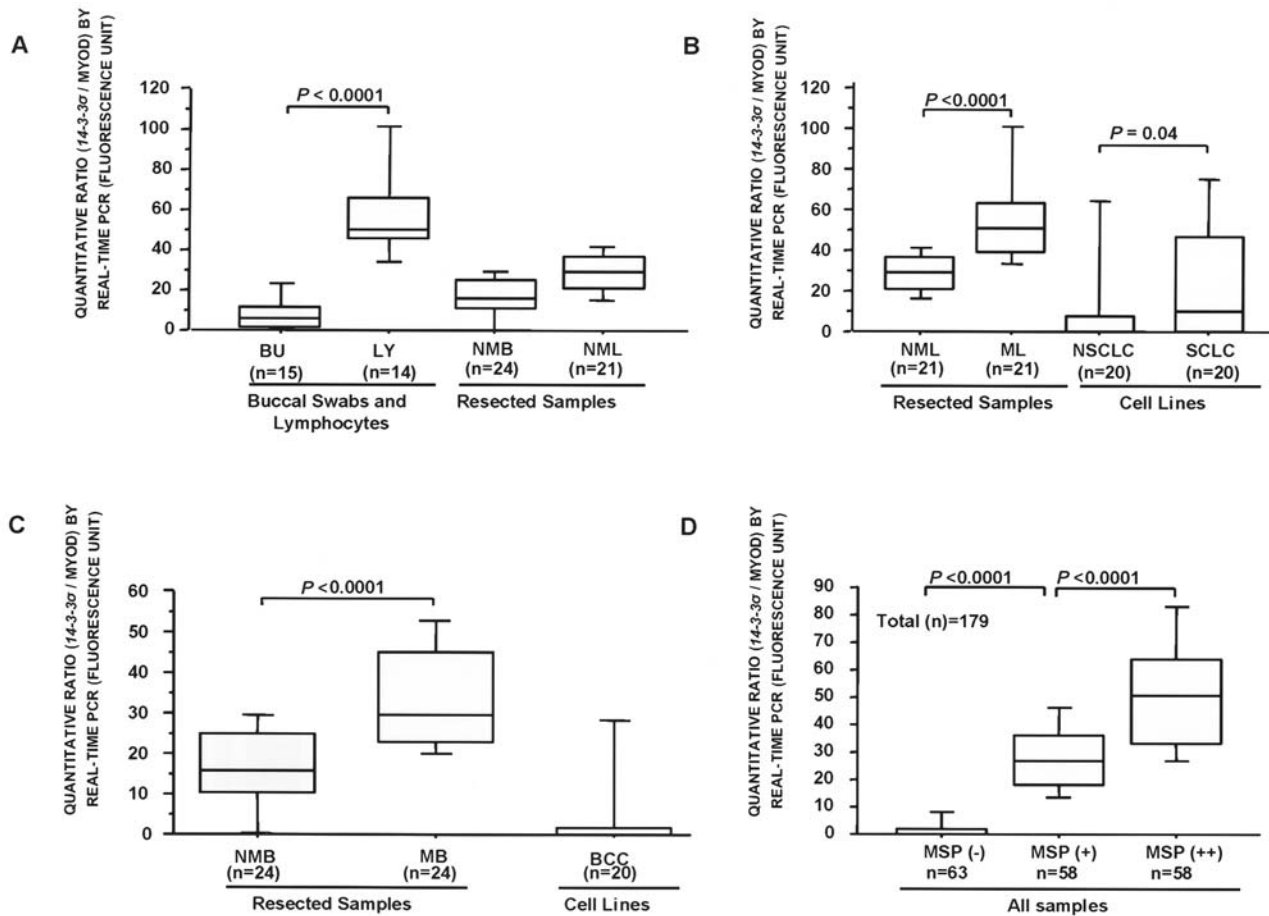 A
QUANTITATIVE RATIO (14-3-3σ / MYOD) BY
REAL-TIME PCR (FLUORESCENCE UNIT)
120
100
80
60
40
20
0
P < 0.0001
BU LY NMB NML
(n=15) (n=14) (n=24) (n=21)
Buccal Swabs and Resected Samples
Lymphocytes
B
QUANTITATIVE RATIO (14-3-3σ / MYOD) BY
REAL-TIME PCR (FLUORESCENCE UNIT)
120
100
80
60
40
20
0
P <0.0001
P = 0.04
NML ML NSCLC SCLC
(n=21) (n=21) (n=20) (n=20)
Resected Samples Cell Lines
C
QUANTITATIVE RATIO (14-3-3σ / MYOD) BY
REAL-TIME PCR (FLUORESCENCE UNIT)
60
50
40
30
20
10
0
P <0.0001
NMB MB BCC
(n=24) (n=24) (n=20)
Resected Samples Cell Lines
D
QUANTITATIVE RATIO (14-3-3σ / MYOD) BY
REAL-TIME PCR (FLUORESCENCE UNIT)
90
80
70
60
50
40
30
20
10
0
P <0.0001 P <0.0001
Total (n)=179
MSP (-) MSP (+) MSP (++)
n=63 n=58 n=58
All samples